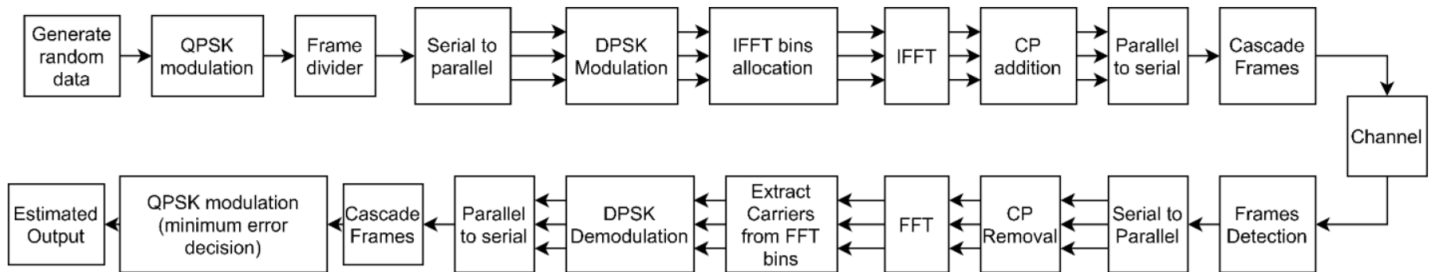 Generate
random
data
QPSK
modulation
Frame
divider
Serial to
parallel
DPSK
Modulation
IFFT bins
allocation
IFFT
CP
addition
Parallel
to serial
Cascade
Frames
Channel
Estimated
Output
QPSK modulation
(minimum error
decision)
Cascade
Frames
Parallel
to serial
DPSK
Demodulation
Extract
Carriers
from FFT
bins
FFT
CP
Removal
Serial to
Parallel
Frames
Detection